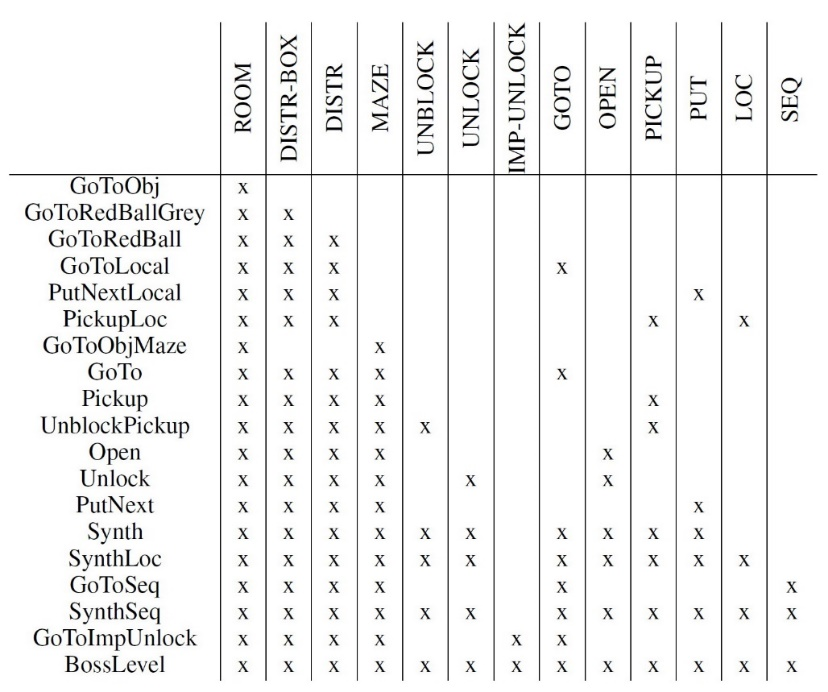 ROOM DISTR-BOX DISTR MAZE UNBLOCK UNLOCK IMP-UNLOCK GOTO OPEN PICKUP PUT LOC SEQ
GoToObj x
GoToRedBallGrey x x
GoToRedBall x x x
GoToLocal x x x x
PutNextLocal x x x x
PickupLoc x x x x x
GoToObjMaze x x
GoTo x x x x x
Pickup x x x x x
UnblockPickup x x x x x x
Open x x x x x
Unlock x x x x x x
PutNext x x x x x
Synth x x x x x x x x x x
SynthLoc x x x x x x x x x x x
GoToSeq x x x x x x
SynthSeq x x x x x x x x x x x x
GoToImpUnlock x x x x x x
BossLevel x x x x x x x x x x x x x